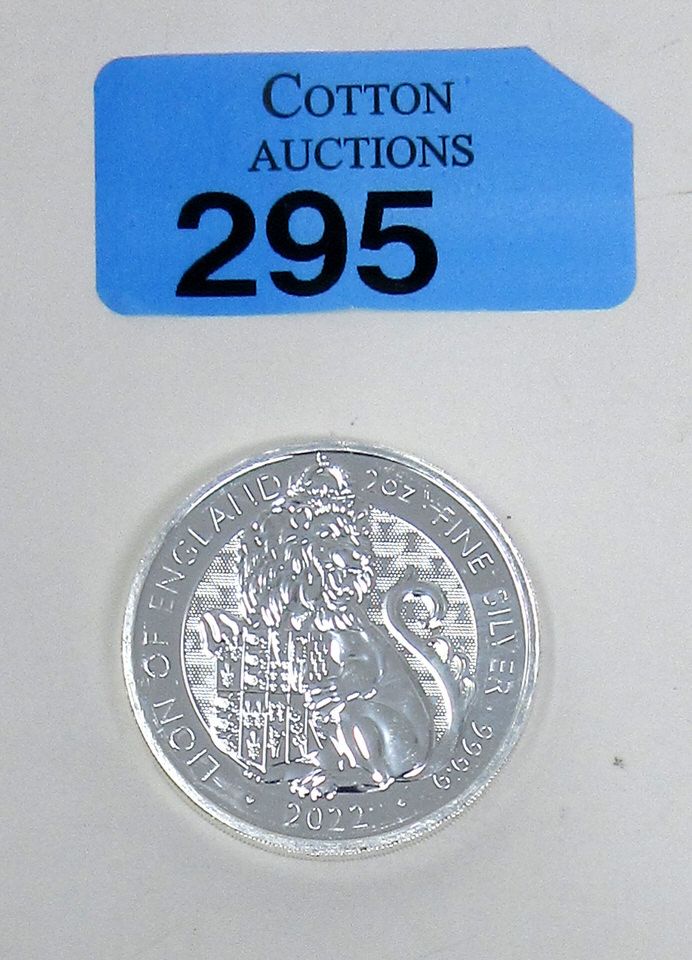 COTTON
AUCTIONS
295
LION OF ENGLAND
2oz FINE SILVER · 9999
2022